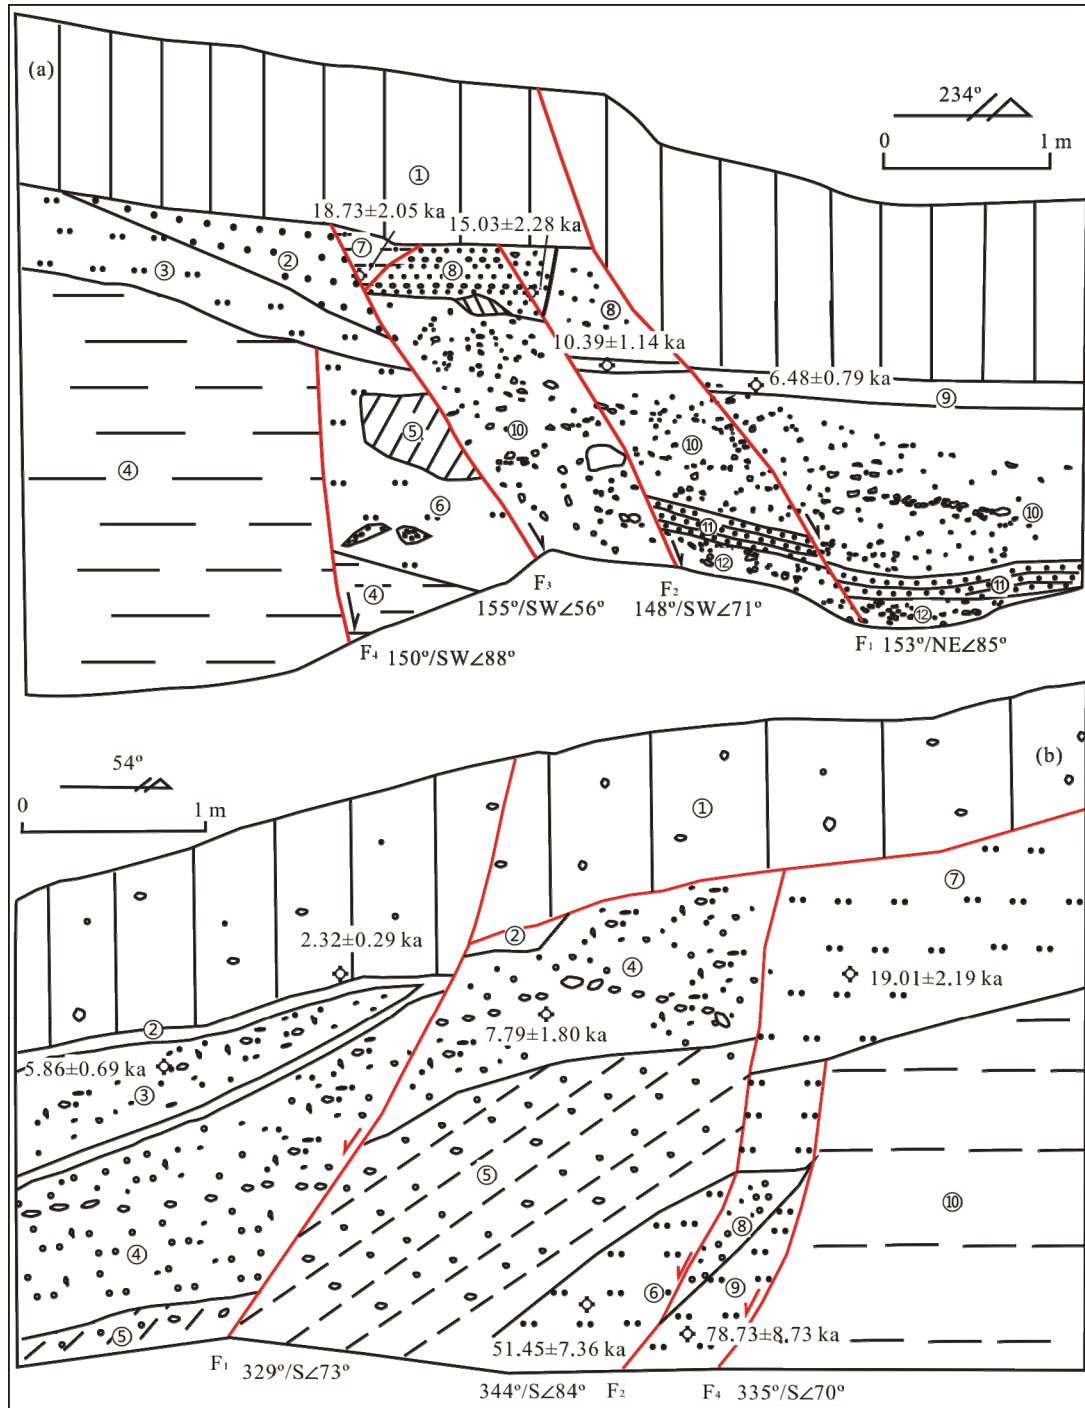 (a)
234°
0 1 m
①
18.73±2.05 ka
15.03±2.28 ka
⑦
②
③
⑧
⑧
10.39±1.14 ka
6.48±0.79 ka
⑨
⑤
⑩
⑩
④
⑥
⑩
⑪
⑫
⑪
④
⑫
F3
155°/SW∠56°
F2
148°/SW∠71°
F1 153°/NE∠85°
F4 150°/SW∠88°
(b)
54°
0 1 m
①
⑦
2.32±0.29 ka
②
④
19.01±2.19 ka
②
7.79±1.80 ka
5.86±0.69 ka
③
⑤
⑩
⑧
④
⑥
⑨
⑤
51.45±7.36 ka
78.73±8.73 ka
F1 329°/S∠73°
344°/S∠84° F2
F4 335°/S∠70°